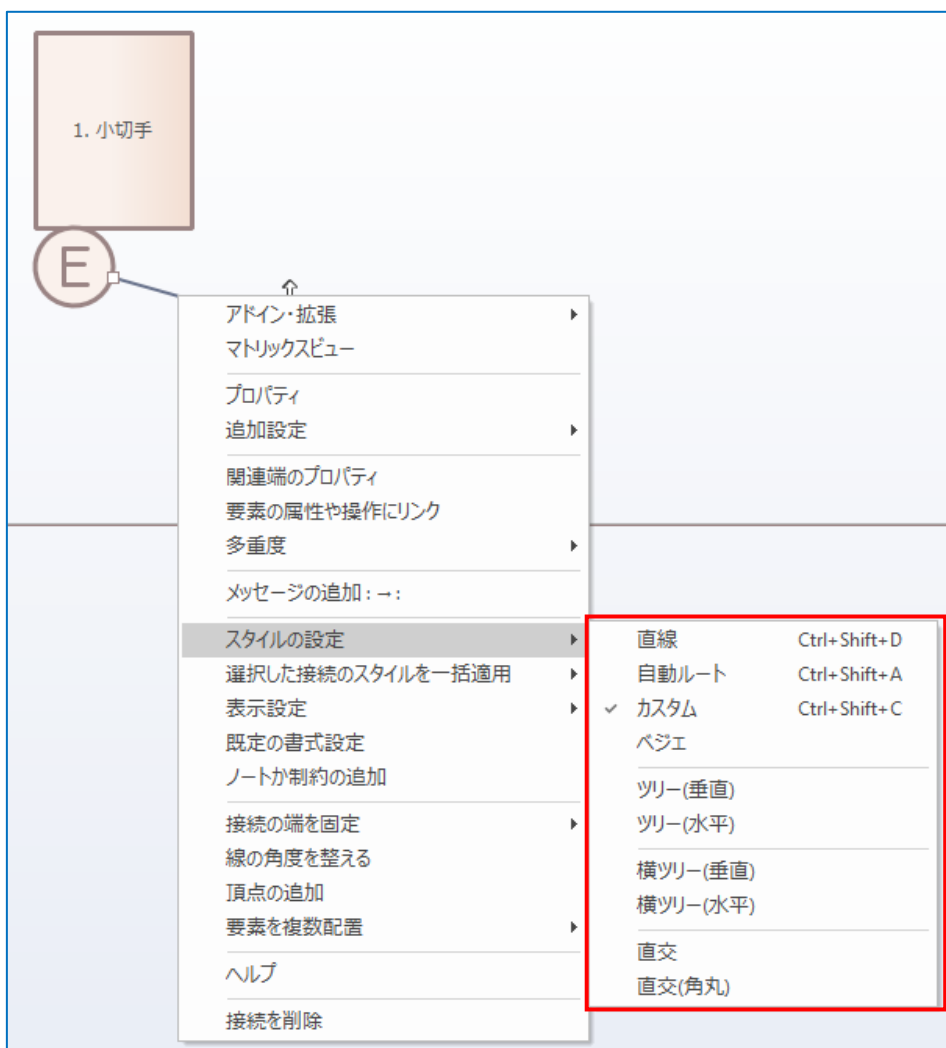 1. 小切手
E
アドイン・拡張
マトリックスビュー
プロパティ
追加設定
関連端のプロパティ
要素の属性や操作にリンク
多重度
メッセージの追加 : → :
スタイルの設定
選択した接続のスタイルを一括適用
表示設定
既定の書式設定
ノートか制約の追加
接続の端を固定
線の角度を整える
頂点の追加
要素を複数配置
ヘルプ
接続を削除
直線 Ctrl+Shift+D
自動ルート Ctrl+Shift+A
カスタム Ctrl+Shift+C
ベジェ
ツリー(垂直)
ツリー(水平)
横ツリー(垂直)
横ツリー(水平)
直交
直交(角丸)